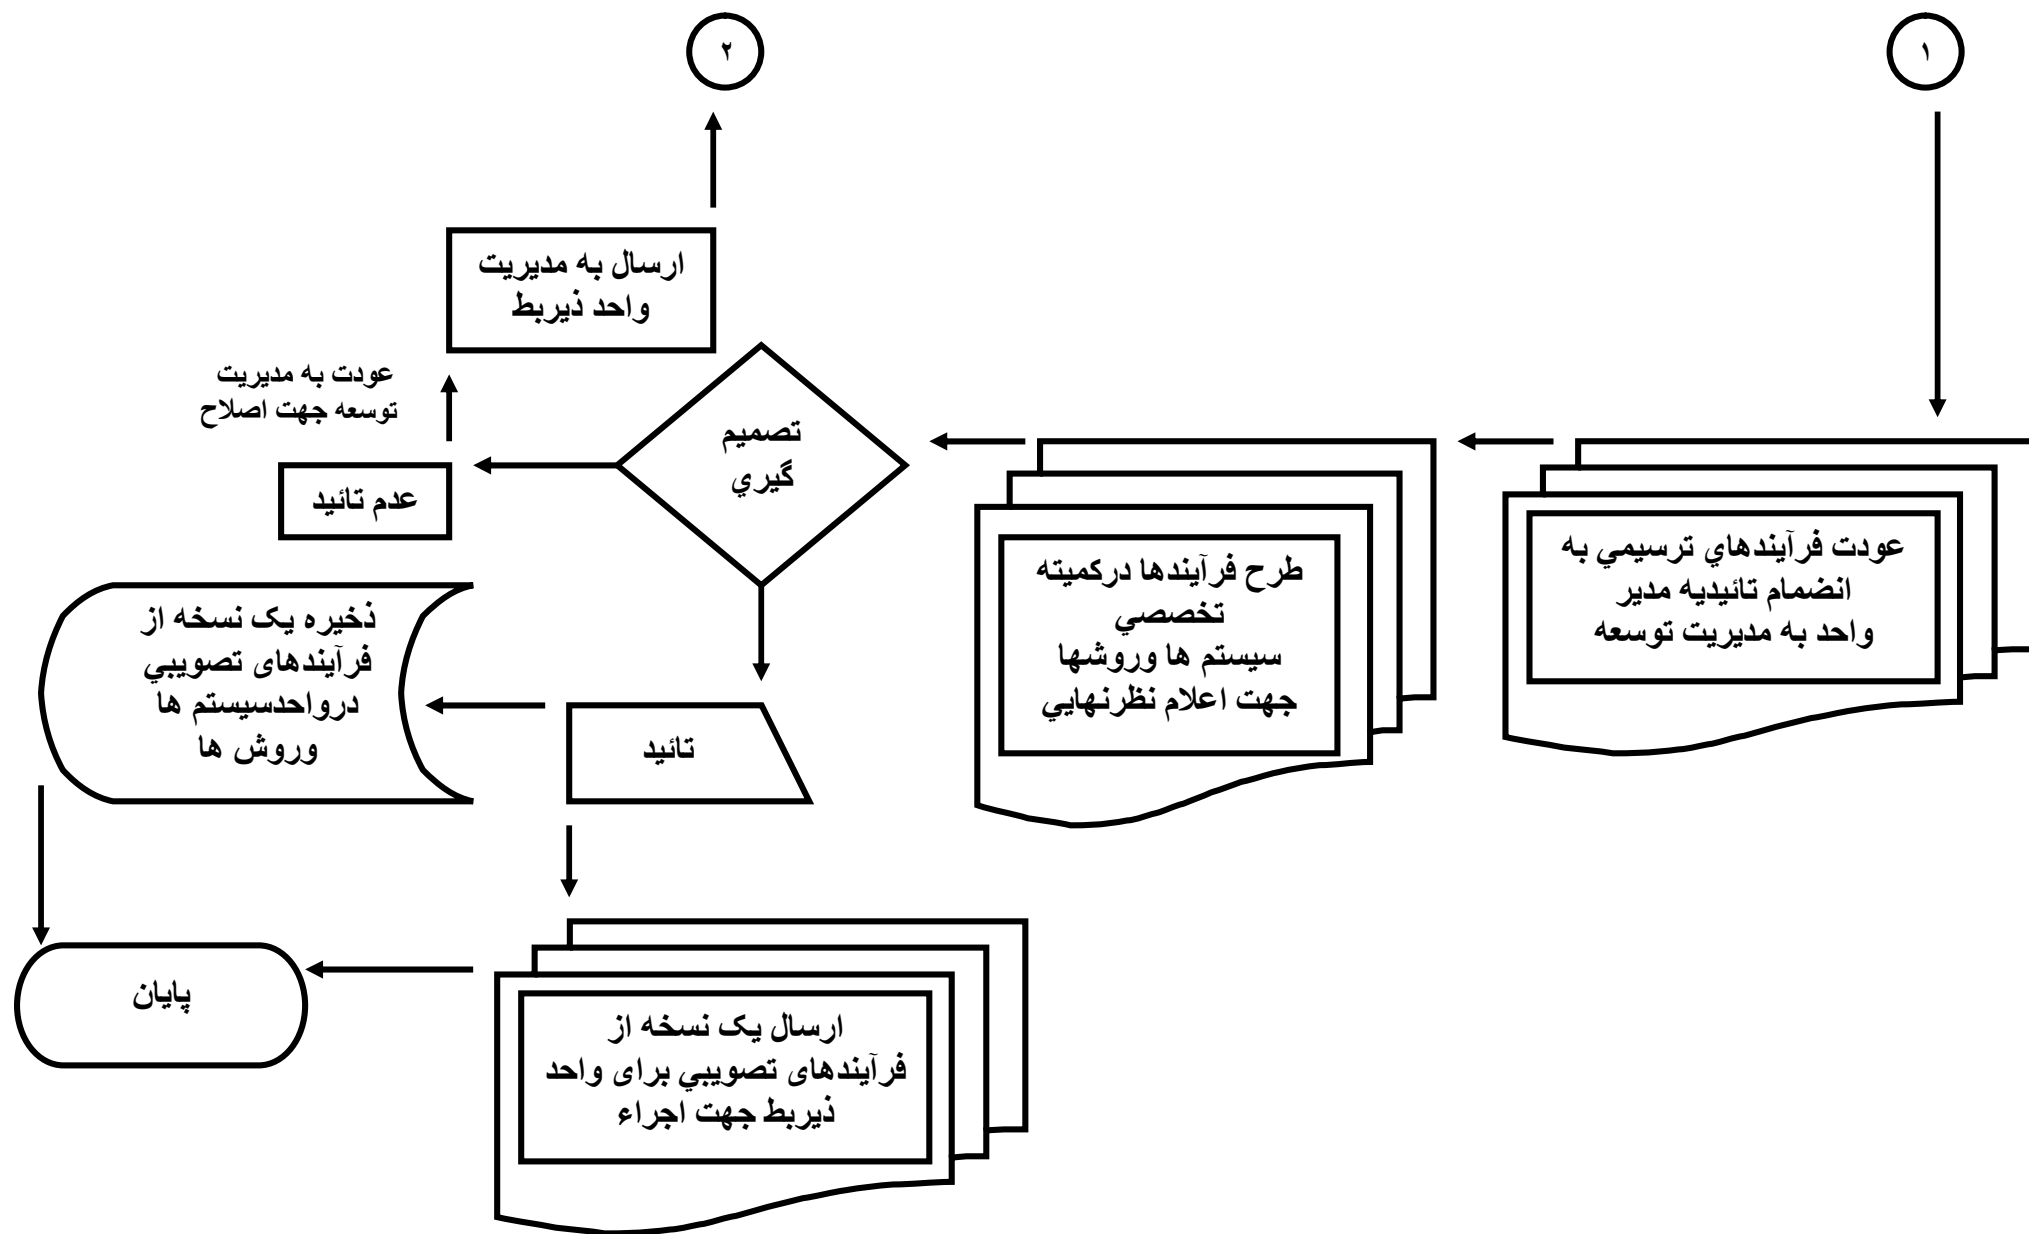 ۱
۲
عودت فرآيندهاي ترسيمي به
انضمام تائيديه مدير
واحد به مديريت توسعه
طرح فرآيندها دركميته
تخصصي
سيستم ها وروشها
جهت اعلام نظرنهايي
تصميم
گيري
ارسال به مديريت
واحد ذيربط
عودت به مديريت
توسعه جهت اصلاح
عدم تائيد
تائيد
ذخيره یک نسخه از
فرآيندهای تصويبي
درواحدسيستم ها
وروش ها
ارسال یک نسخه از
فرآيندهای تصويبي برای واحد
ذيربط جهت اجراء
پايان